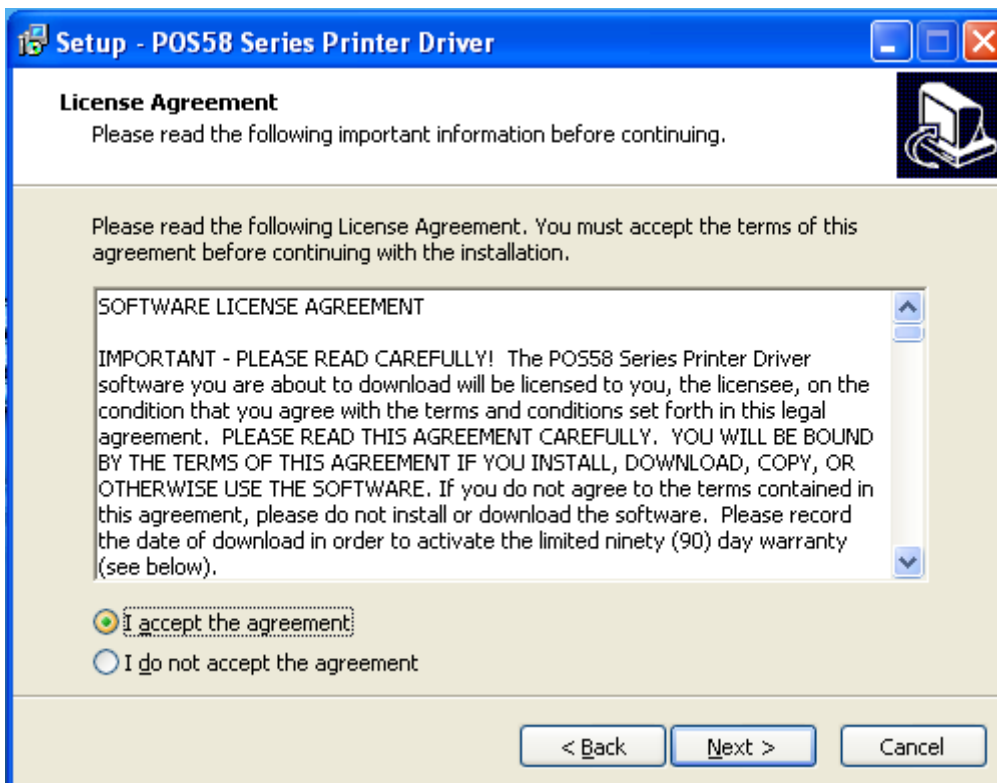 Setup - POS58 Series Printer Driver
License Agreement
Please read the following important information before continuing.
Please read the following License Agreement. You must accept the terms of this
agreement before continuing with the installation.
SOFTWARE LICENSE AGREEMENT
IMPORTANT - PLEASE READ CAREFULLY!  The POS58 Series Printer Driver
software you are about to download will be licensed to you, the licensee, on the
condition that you agree with the terms and conditions set forth in this legal
agreement.  PLEASE READ THIS AGREEMENT CAREFULLY.  YOU WILL BE BOUND
BY THE TERMS OF THIS AGREEMENT IF YOU INSTALL, DOWNLOAD, COPY, OR
OTHERWISE USE THE SOFTWARE. If you do not agree to the terms contained in
this agreement, please do not install or download the software.  Please record
the date of download in order to activate the limited ninety (90) day warranty
(see below).
I accept the agreement
I do not accept the agreement
< Back Next > Cancel